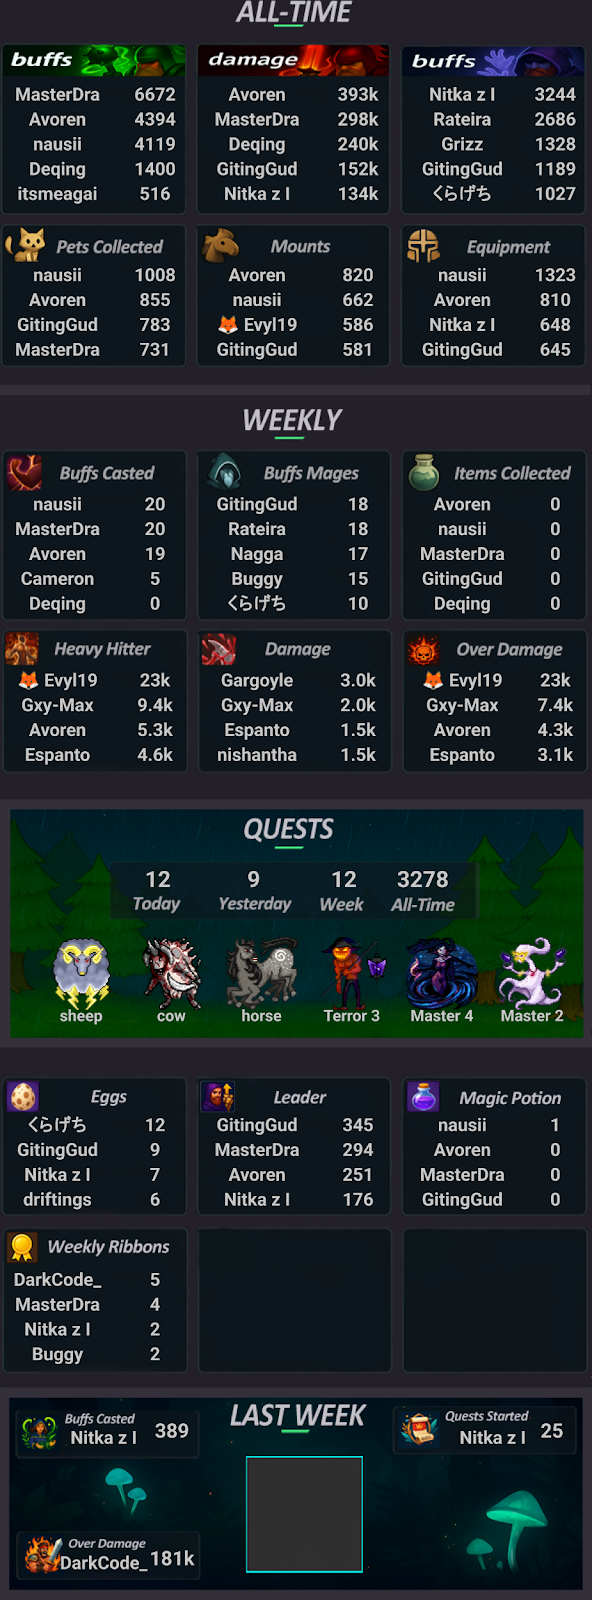 ALL-TIME
buffs
MasterDra 6672
Avoren 4394
nausii 4119
Deqing 1400
itsmeagai 516
damage
Avoren 393k
MasterDra 298k
Deqing 240k
GitingGud 152k
Nitka z l 134k
buffs
Nitka z l 3244
Rateira 2686
Grizz 1328
GitingGud 1189
くらげち 1027
Pets Collected
nausii 1008
Avoren 855
GitingGud 783
MasterDra 731
Mounts
Avoren 820
nausii 662
🦊 Evyl19 586
GitingGud 581
Equipment
nausii 1323
Avoren 810
Nitka z l 648
GitingGud 645
WEEKLY
Buffs Casted
nausii 20
MasterDra 20
Avoren 19
Cameron 5
Deqing 0
Buffs Mages
GitingGud 18
Rateira 18
Nagga 17
Buggy 15
くらげち 10
Items Collected
Avoren 0
nausii 0
MasterDra 0
GitingGud 0
Deqing 0
Heavy Hitter
🦊 Evyl19 23k
Gxy-Max 9.4k
Avoren 5.3k
Espanto 4.6k
Damage
Gargoyle 3.0k
Gxy-Max 2.0k
Espanto 1.5k
nishantha 1.5k
Over Damage
🦊 Evyl19 23k
Gxy-Max 7.4k
Avoren 4.3k
Espanto 3.1k
QUESTS
12 9 12 3278
Today Yesterday Week All-Time
sheep cow horse Terror 3 Master 4 Master 2
Eggs
くらげち 12
GitingGud 9
Nitka z l 7
driftings 6
Leader
GitingGud 345
MasterDra 294
Avoren 251
Nitka z l 176
Magic Potion
nausii 1
Avoren 0
MasterDra 0
GitingGud 0
Weekly Ribbons
DarkCode_ 5
MasterDra 4
Nitka z l 2
Buggy 2
LAST WEEK
Buffs Casted
Nitka z l 389
Quests Started
Nitka z l 25
Over Damage
DarkCode_ 181k